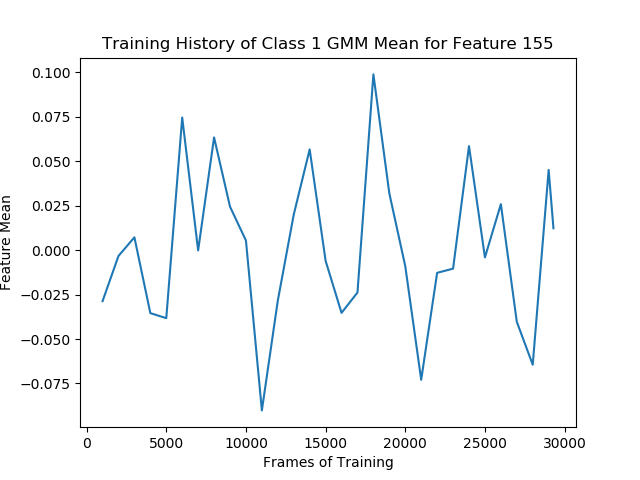 Training History of Class 1 GMM Mean for Feature 155
0.100
0.075
0.050
0.025
0.000
−0.025
−0.050
−0.075
Feature Mean
0 5000 10000 15000 20000 25000 30000
Frames of Training